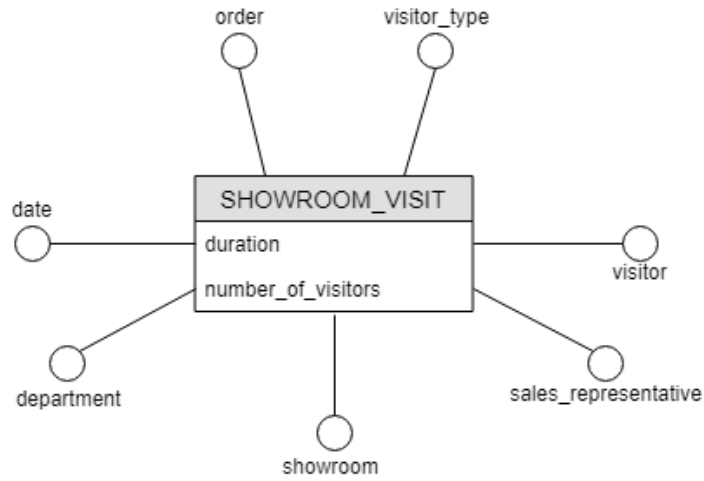 order
visitor_type
SHOWROOM_VISIT
date
duration
visitor
number_of_visitors
department
sales_representative
showroom